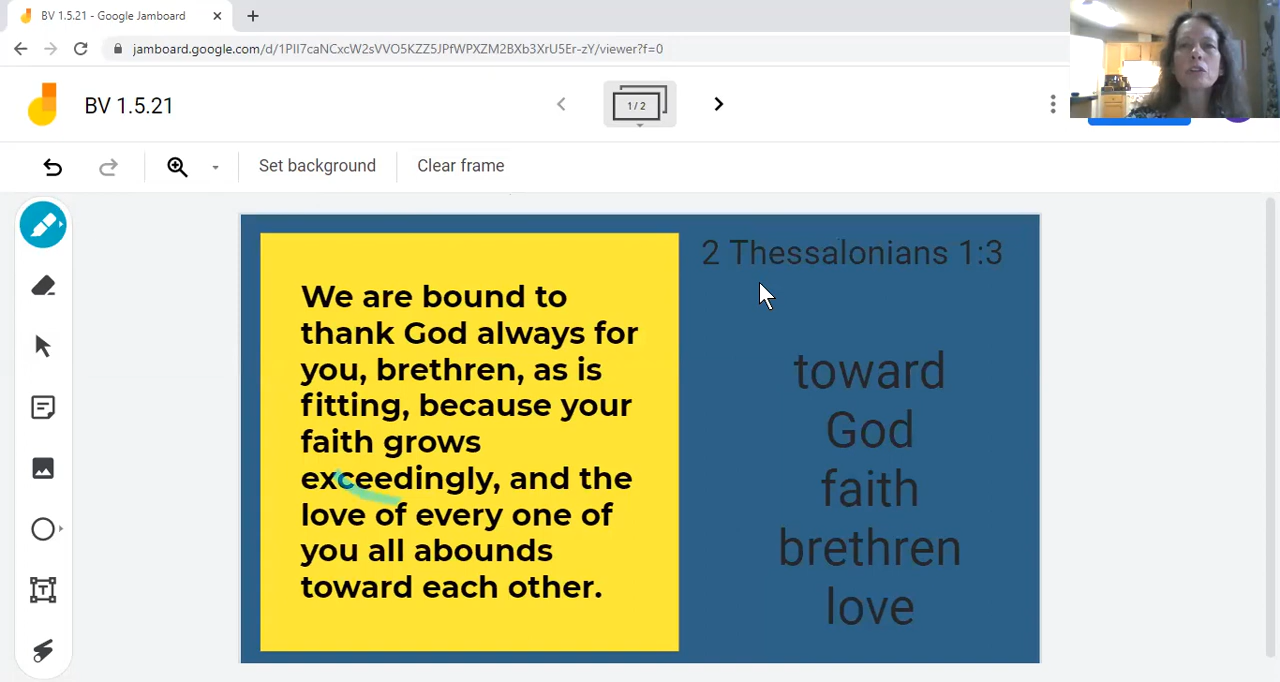 BV 1.5.21 - Google Jamboard
jamboard.google.com/d/1PlI7caNCxcW2sVVO5KZZ5JPfWPXZM2BXb3XrU5Er-zY/viewer?f=0
BV 1.5.21
1 / 2
Set background
Clear frame
We are bound to
thank God always for
you, brethren, as is
fitting, because your
faith grows
exceedingly, and the
love of every one of
you all abounds
toward each other.
2 Thessalonians 1:3
toward
God
faith
brethren
love